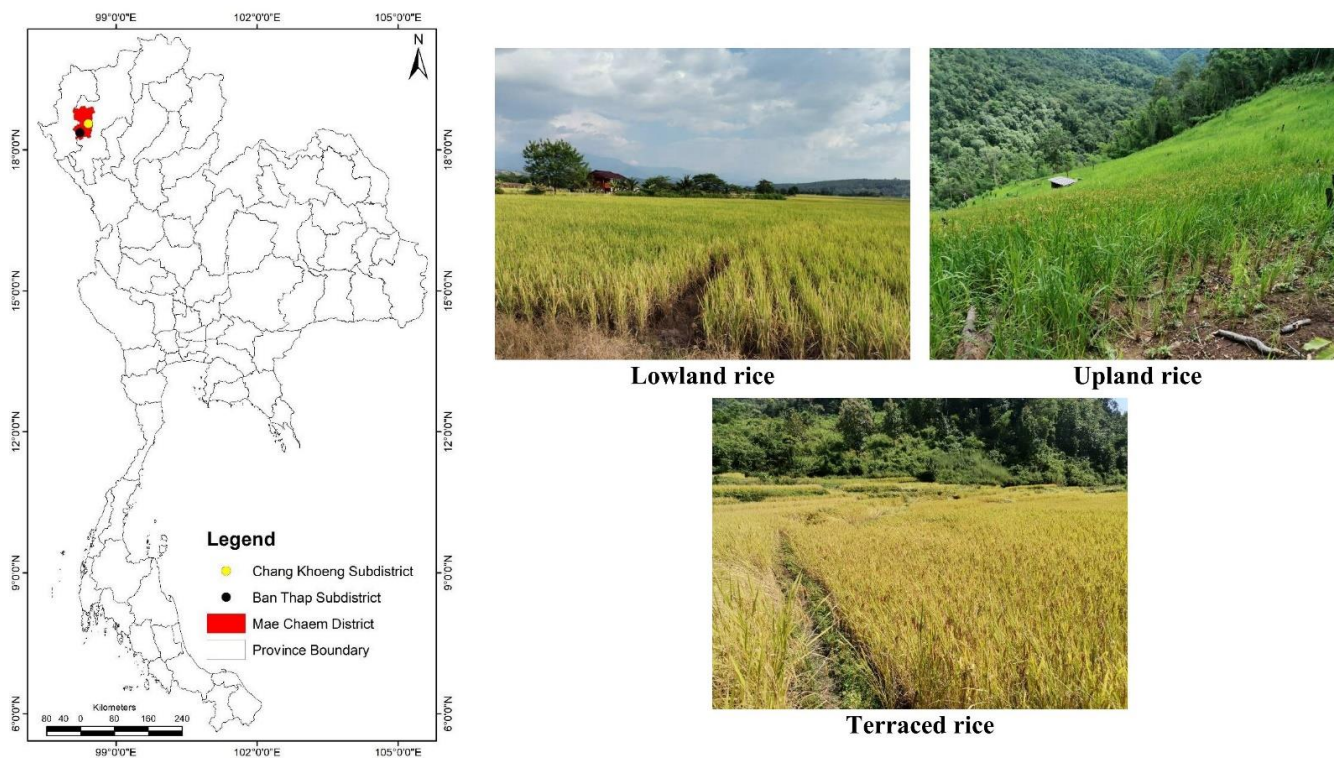 99°0'0"E 102°0'0"E 105°0'0"E
N
18°0'0"N 18°0'0"N
15°0'0"N 15°0'0"N
12°0'0"N 12°0'0"N
9°0'0"N 9°0'0"N
6°0'0"N 6°0'0"N
Legend
Chang Khoeng Subdistrict
Ban Thap Subdistrict
Mae Chaem District
Province Boundary
Kilometers
80 40 0 80 160 240
99°0'0"E 102°0'0"E 105°0'0"E
Lowland rice
Upland rice
Terraced rice